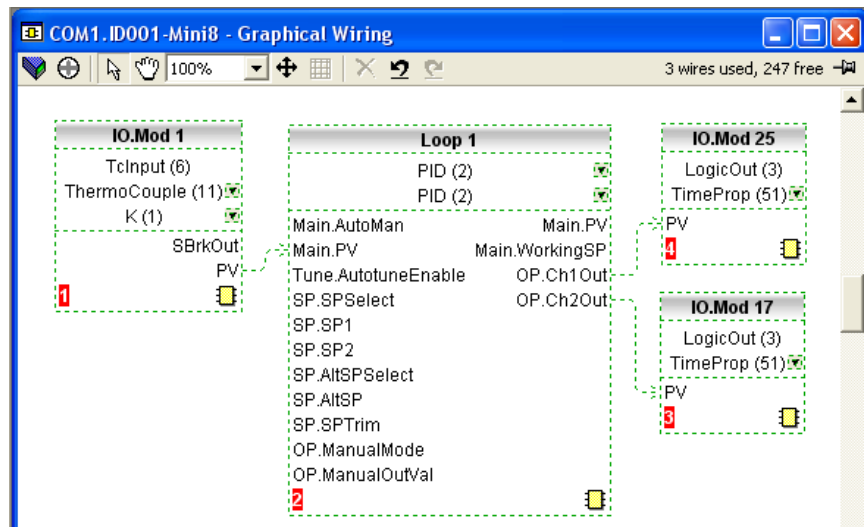 COM1.ID001-Mini8 - Graphical Wiring
100%
3 wires used, 247 free
IO.Mod 1
TcInput (6)
ThermoCouple (11)
K (1)
SBrkOut
PV
1
Loop 1
PID (2)
PID (2)
Main.AutoMan Main.PV
Main.PV Main.WorkingSP
Tune.AutotuneEnable OP.Ch1Out
SP.SPSelect OP.Ch2Out
SP.SP1
SP.SP2
SP.AltSPSelect
SP.AltSP
SP.SPTrim
OP.ManualMode
OP.ManualOutVal
2
IO.Mod 25
LogicOut (3)
TimeProp (51)
PV
4
IO.Mod 17
LogicOut (3)
TimeProp (51)
PV
3